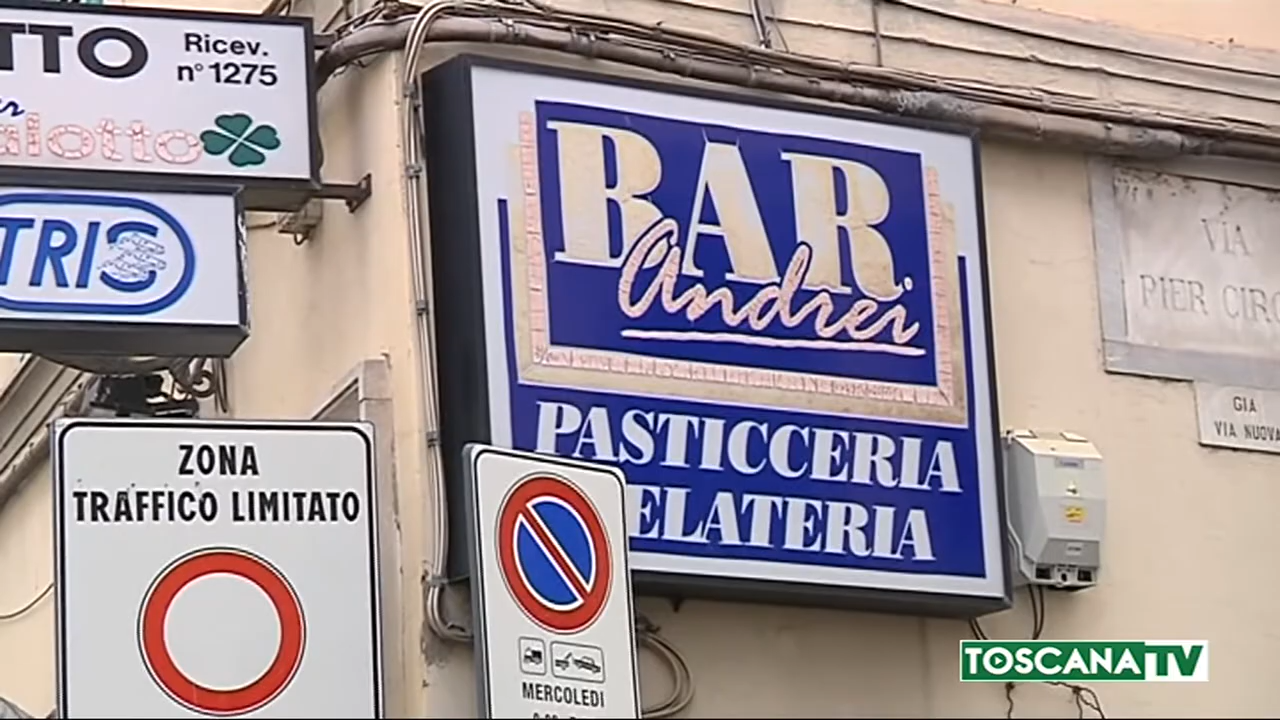 TTO
Ricev.
n° 1275
TRIS
BAR
Andrei
PASTICCERIA
ELATERIA
VIA
PIER CIRO
GIA
VIA NUOVA
ZONA
TRAFFICO LIMITATO
MERCOLEDI
TOSCANA TV